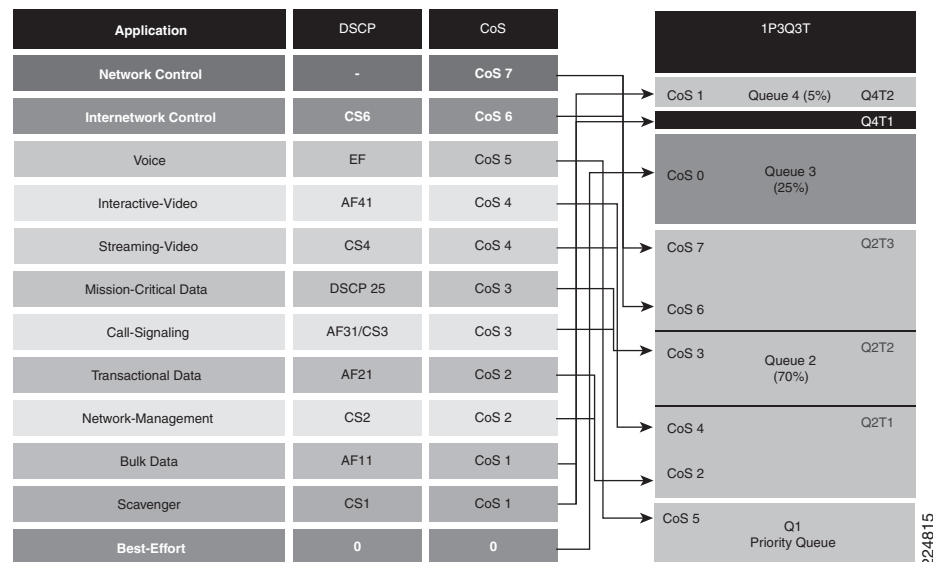 Application DSCP CoS 1P3Q3T
Network Control - CoS 7
CoS 1 Queue 4 (5%) Q4T2
Internetwork Control CS6 CoS 6
Q4T1
Voice EF CoS 5
CoS 0 Queue 3
(25%)
Interactive-Video AF41 CoS 4
Streaming-Video CS4 CoS 4
CoS 7 Q2T3
Mission-Critical Data DSCP 25 CoS 3
CoS 6
Call-Signaling AF31/CS3 CoS 3
CoS 3 Queue 2 Q2T2
(70%)
Transactional Data AF21 CoS 2
Network-Management CS2 CoS 2
CoS 4 Q2T1
Bulk Data AF11 CoS 1
CoS 2
Scavenger CS1 CoS 1
CoS 5 Q1
Priority Queue
Best-Effort 0 0
224815